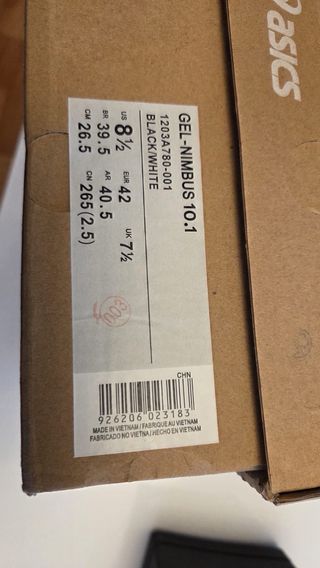 asics
GEL-NIMBUS 10.1
1203A780-001
BLACK/WHITE
US 8½ EUR 42 UK 7½
BR 39.5 AR 40.5
CM 26.5 CN 265(2.5)
003
CHN
926206 023183
MADE IN VIETNAM / FABRIQUE AU VIETNAM
FABRICADO NO VIETNA / HECHO EN VIETNAM